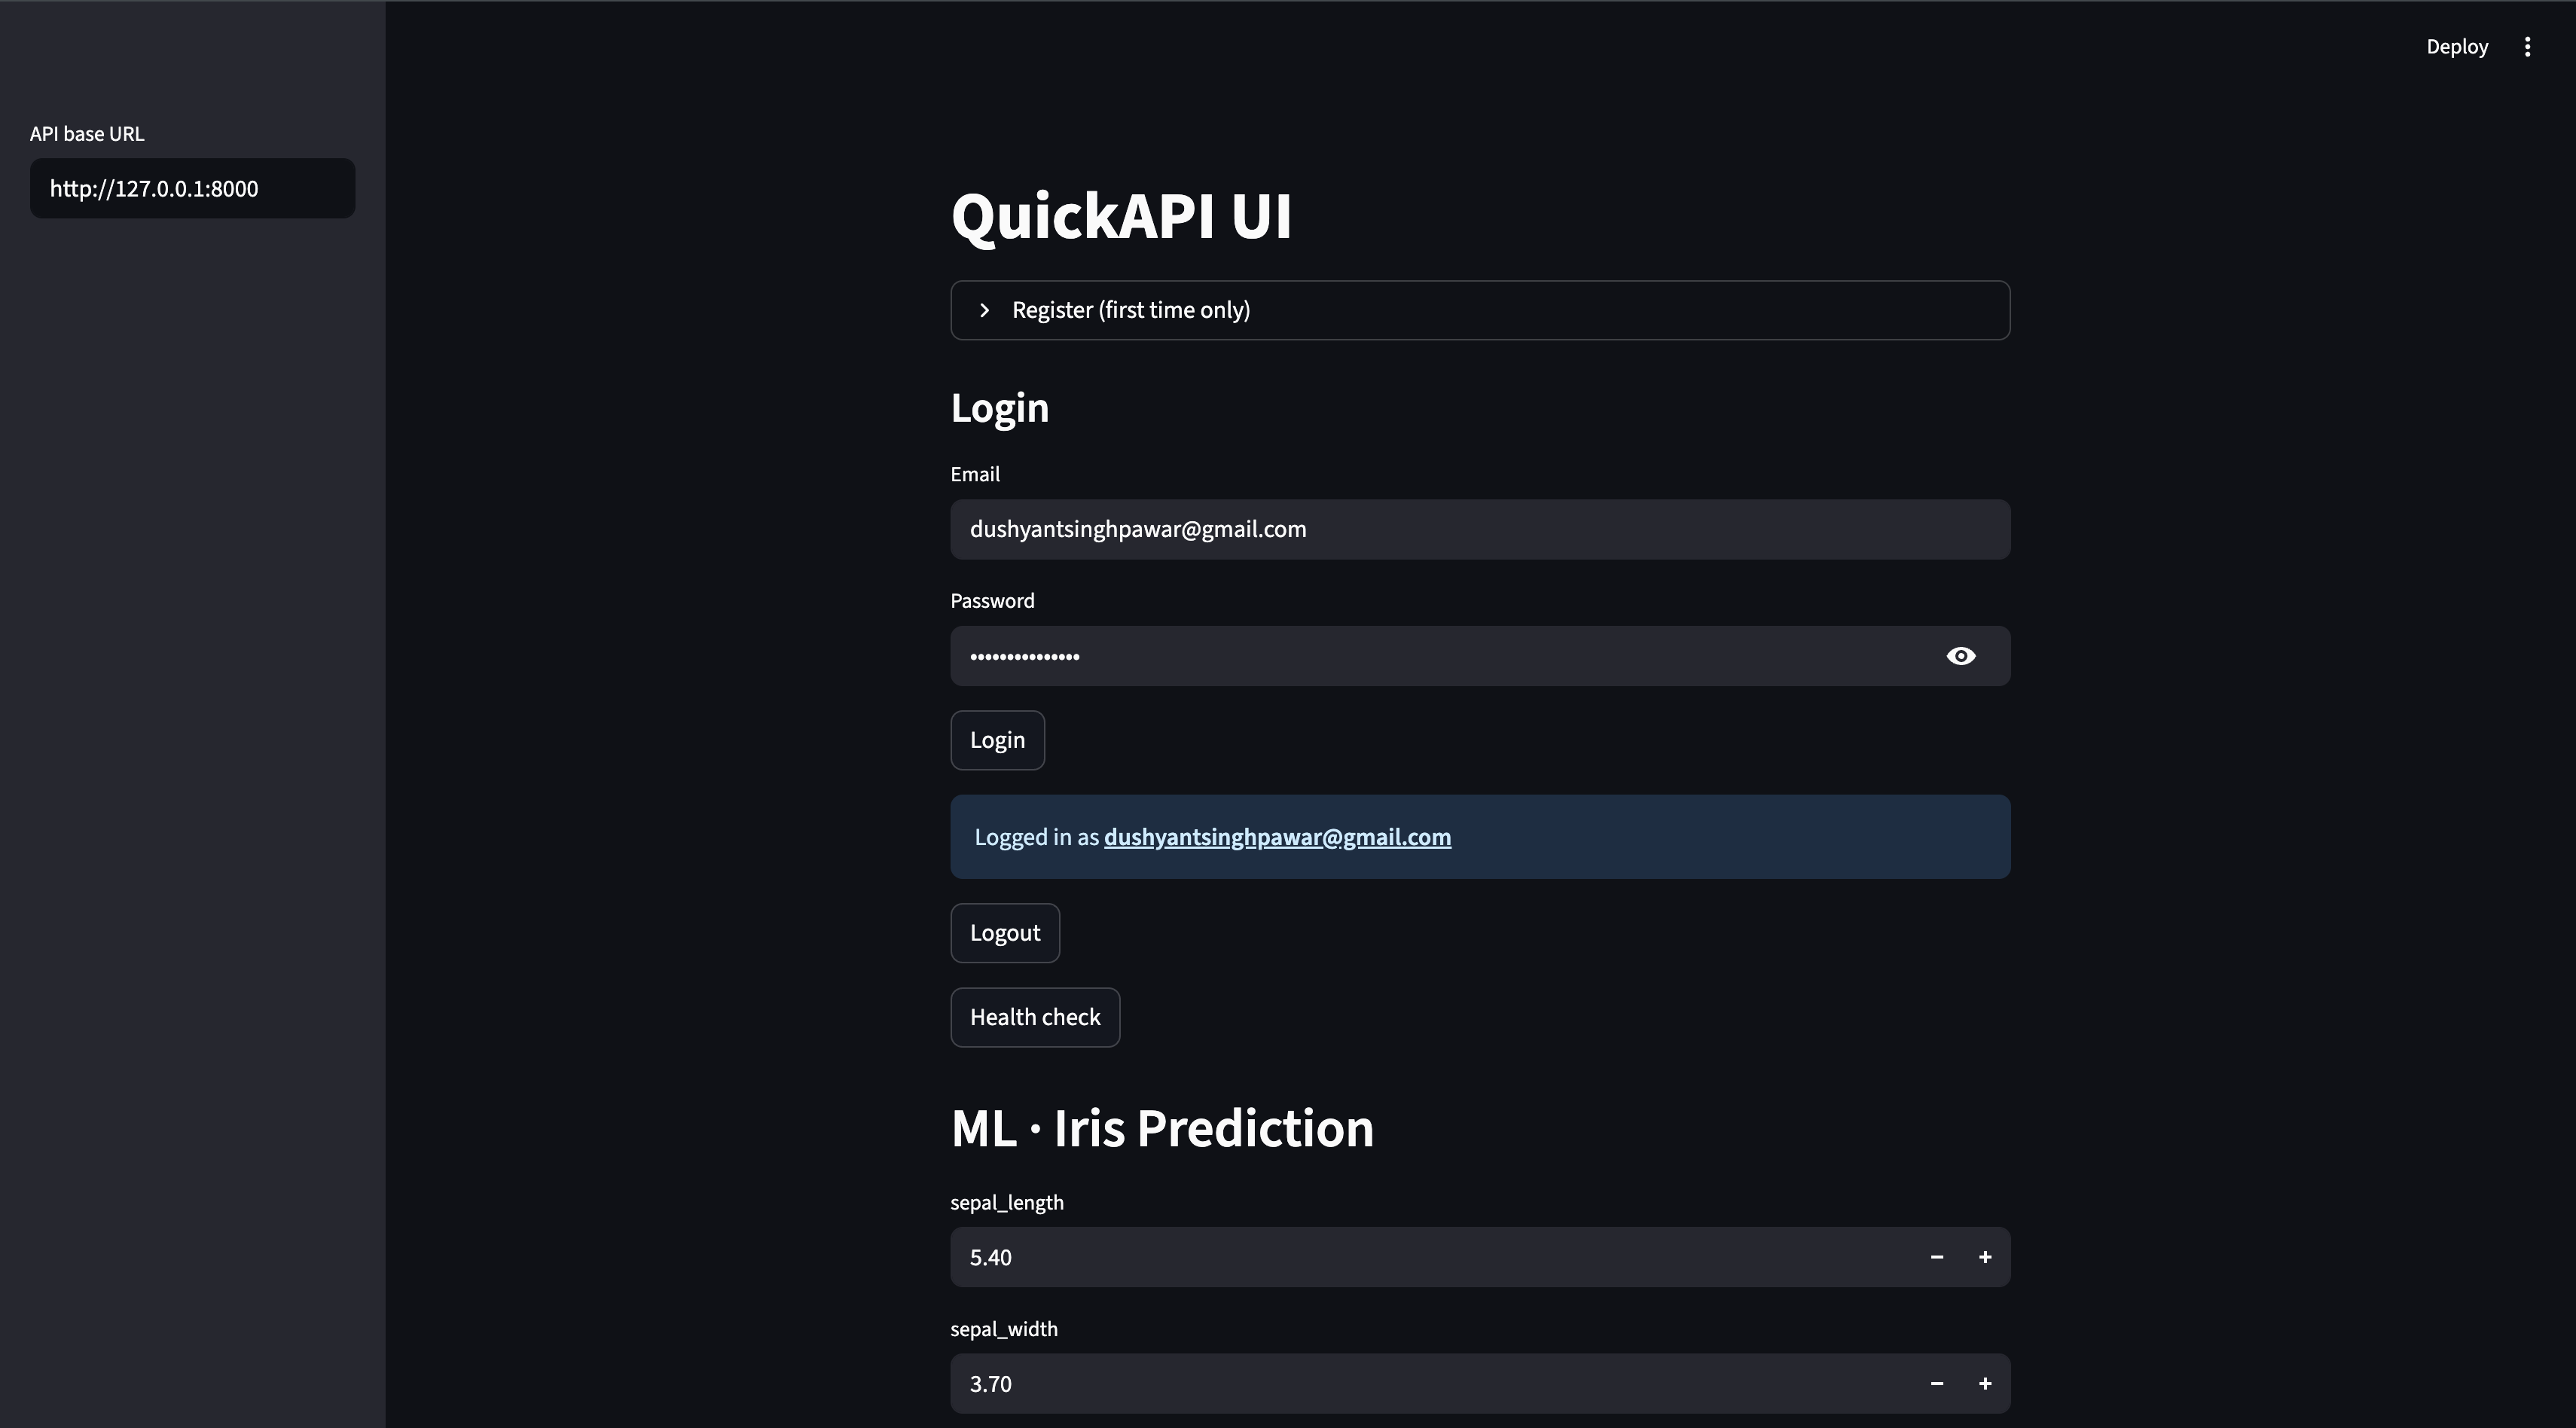 Deploy
API base URL
http://127.0.0.1:8000
QuickAPI UI
Register (first time only)
Login
Email
dushyantsinghpawar@gmail.com
Password
•••••••••••••••
Login
Logged in as dushyantsinghpawar@gmail.com
Logout
Health check
ML · Iris Prediction
sepal_length
5.40
sepal_width
3.70